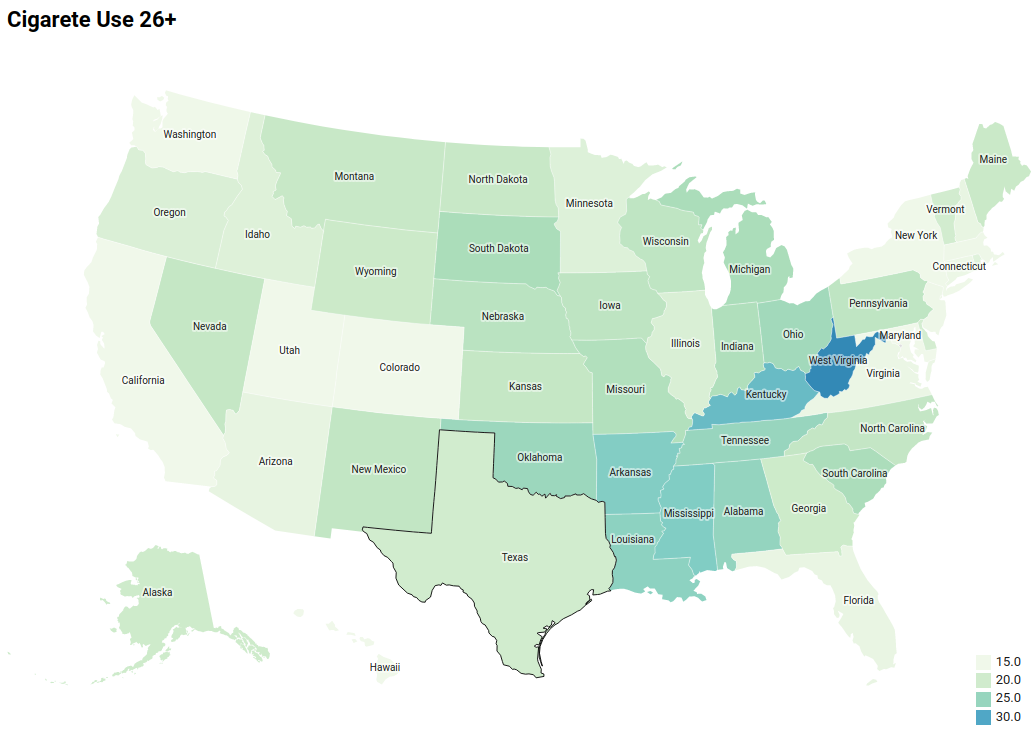 Cigarete Use 26+
Washington
Montana
North Dakota
Maine
Minnesota
Oregon
Vermont
Idaho
New York
Wisconsin
South Dakota
Connecticut
Wyoming
Michigan
Pennsylvania
Iowa
Nebraska
Nevada
Ohio
Maryland
Illinois
Indiana
Utah
West Virginia
Colorado
Virginia
California
Kansas
Missouri
Kentucky
North Carolina
Tennessee
Oklahoma
Arizona
New Mexico
Arkansas
South Carolina
Georgia
Mississippi
Alabama
Louisiana
Texas
Alaska
Florida
Hawaii
15.0
20.0
25.0
30.0